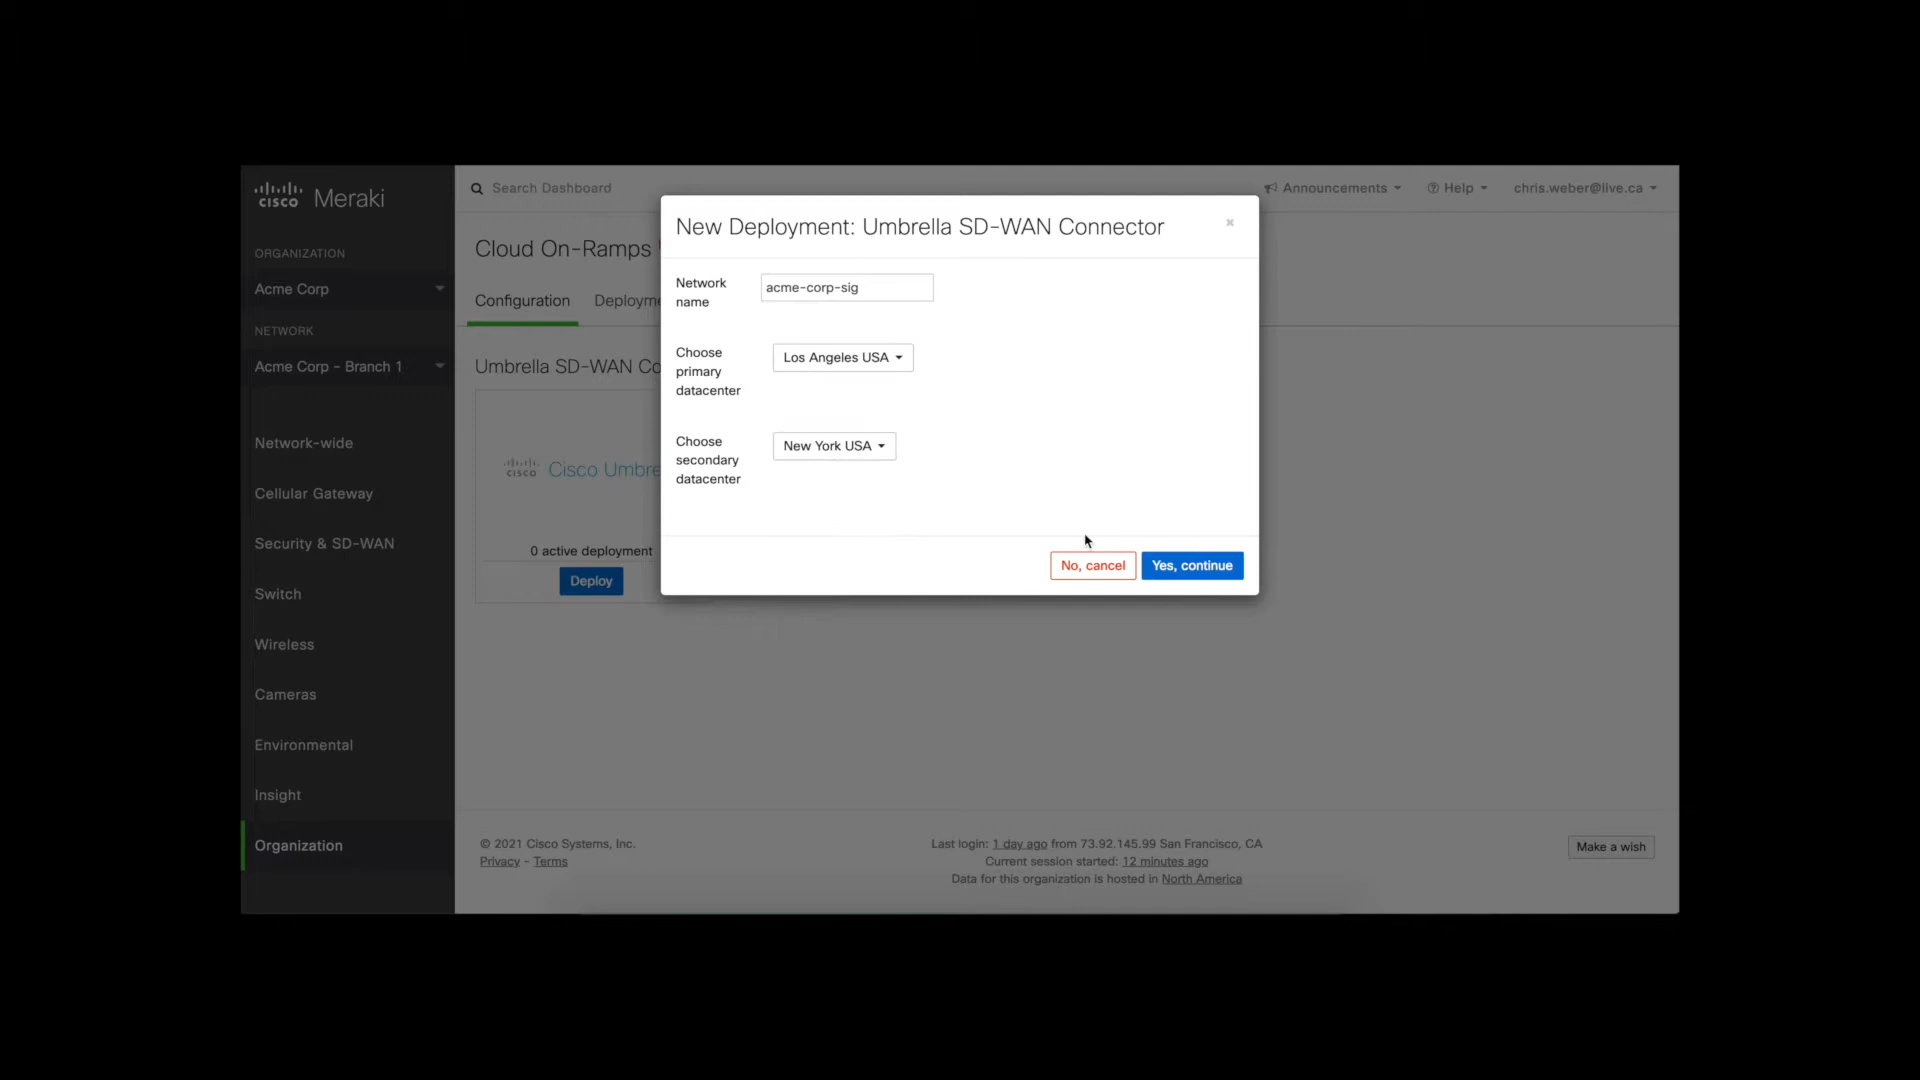 cisco Meraki
ORGANIZATION
Acme Corp
NETWORK
Acme Corp - Branch 1
Network-wide
Cellular Gateway
Security & SD-WAN
Switch
Wireless
Cameras
Environmental
Insight
Organization
Search Dashboard
Announcements
Help
chris.weber@live.ca
Cloud On-Ramps
Configuration
Umbrella SD-WAN
cisco Cisco
0 active deployment
Deploy
New Deployment: Umbrella SD-WAN Connector
×
Network
name
acme-corp-sig
Choose
primary
datacenter
Los Angeles USA
Choose
secondary
datacenter
New York USA
No, cancel
Yes, continue
© 2021 Cisco Systems, Inc.
Privacy - Terms
Last login: 1 day ago from 73.92.145.99 San Francisco, CA
Current session started: 12 minutes ago
Data for this organization is hosted in North America
Make a wish